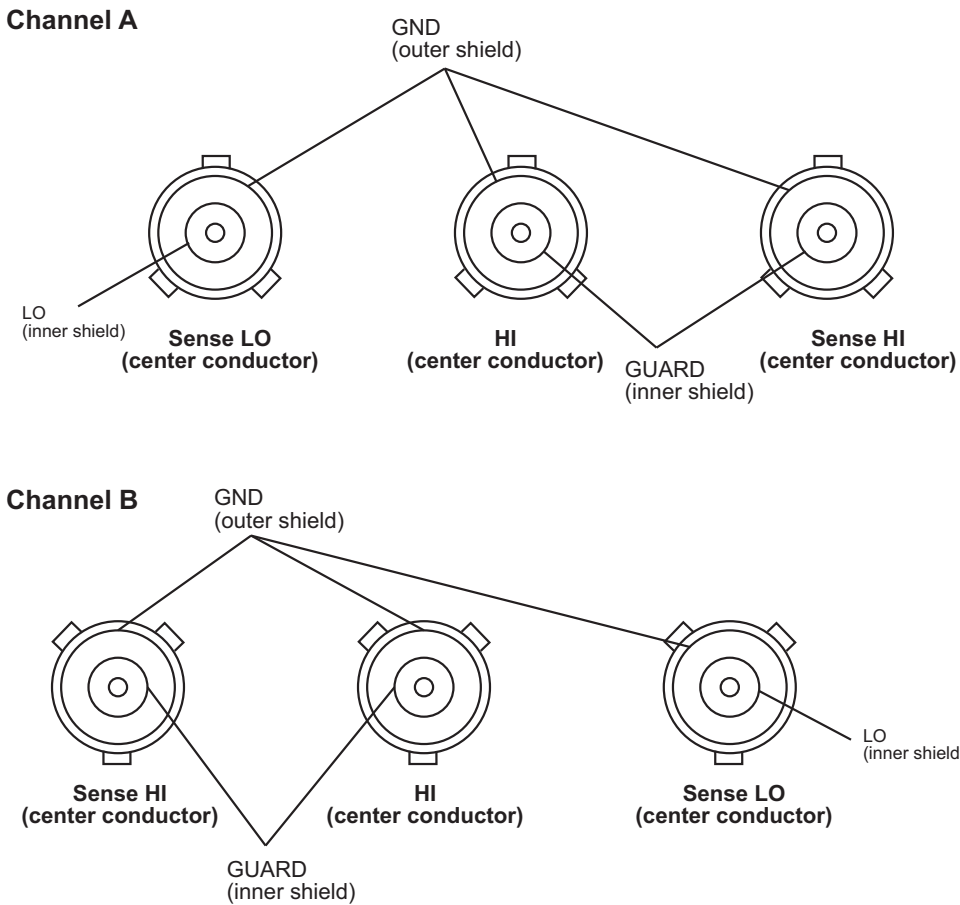 Channel A
GND
(outer shield)
LO
(inner shield)
Sense LO
(center conductor)
HI
(center conductor)
GUARD
(inner shield)
Sense HI
(center conductor)
Channel B
GND
(outer shield)
LO
(inner shield
Sense HI
(center conductor)
HI
(center conductor)
Sense LO
(center conductor)
GUARD
(inner shield)